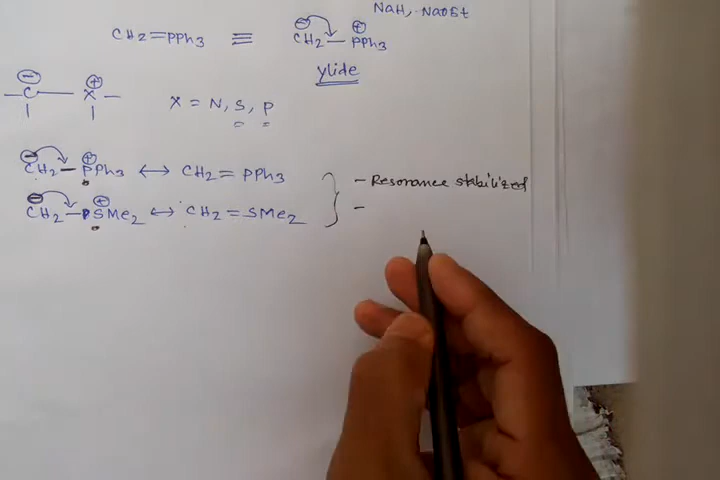 NaH, NaOEt
CH2=PPh3 ≡ ⊖CH2—⊕PPh3
ylide
—⊖C—⊕X— X = N, S, P
⊖CH2—⊕PPh3 ↔ CH2=PPh3
⊖CH2—⊕SMe2 ↔ CH2=SMe2
- Resonance stabilized
-